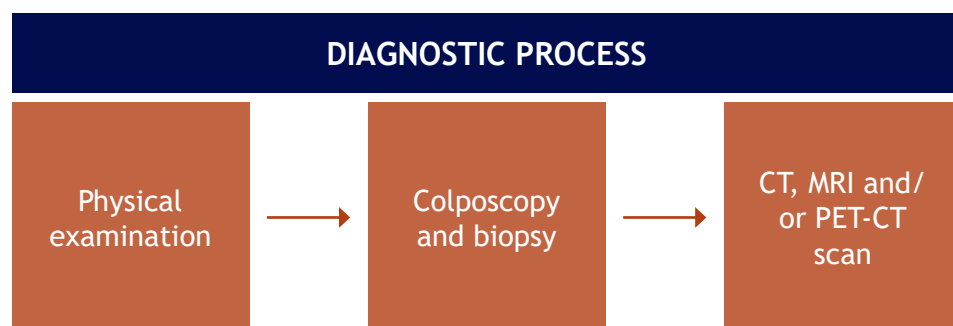 DIAGNOSTIC PROCESS
Physical
examination
Colposcopy
and biopsy
CT, MRI and/
or PET-CT
scan